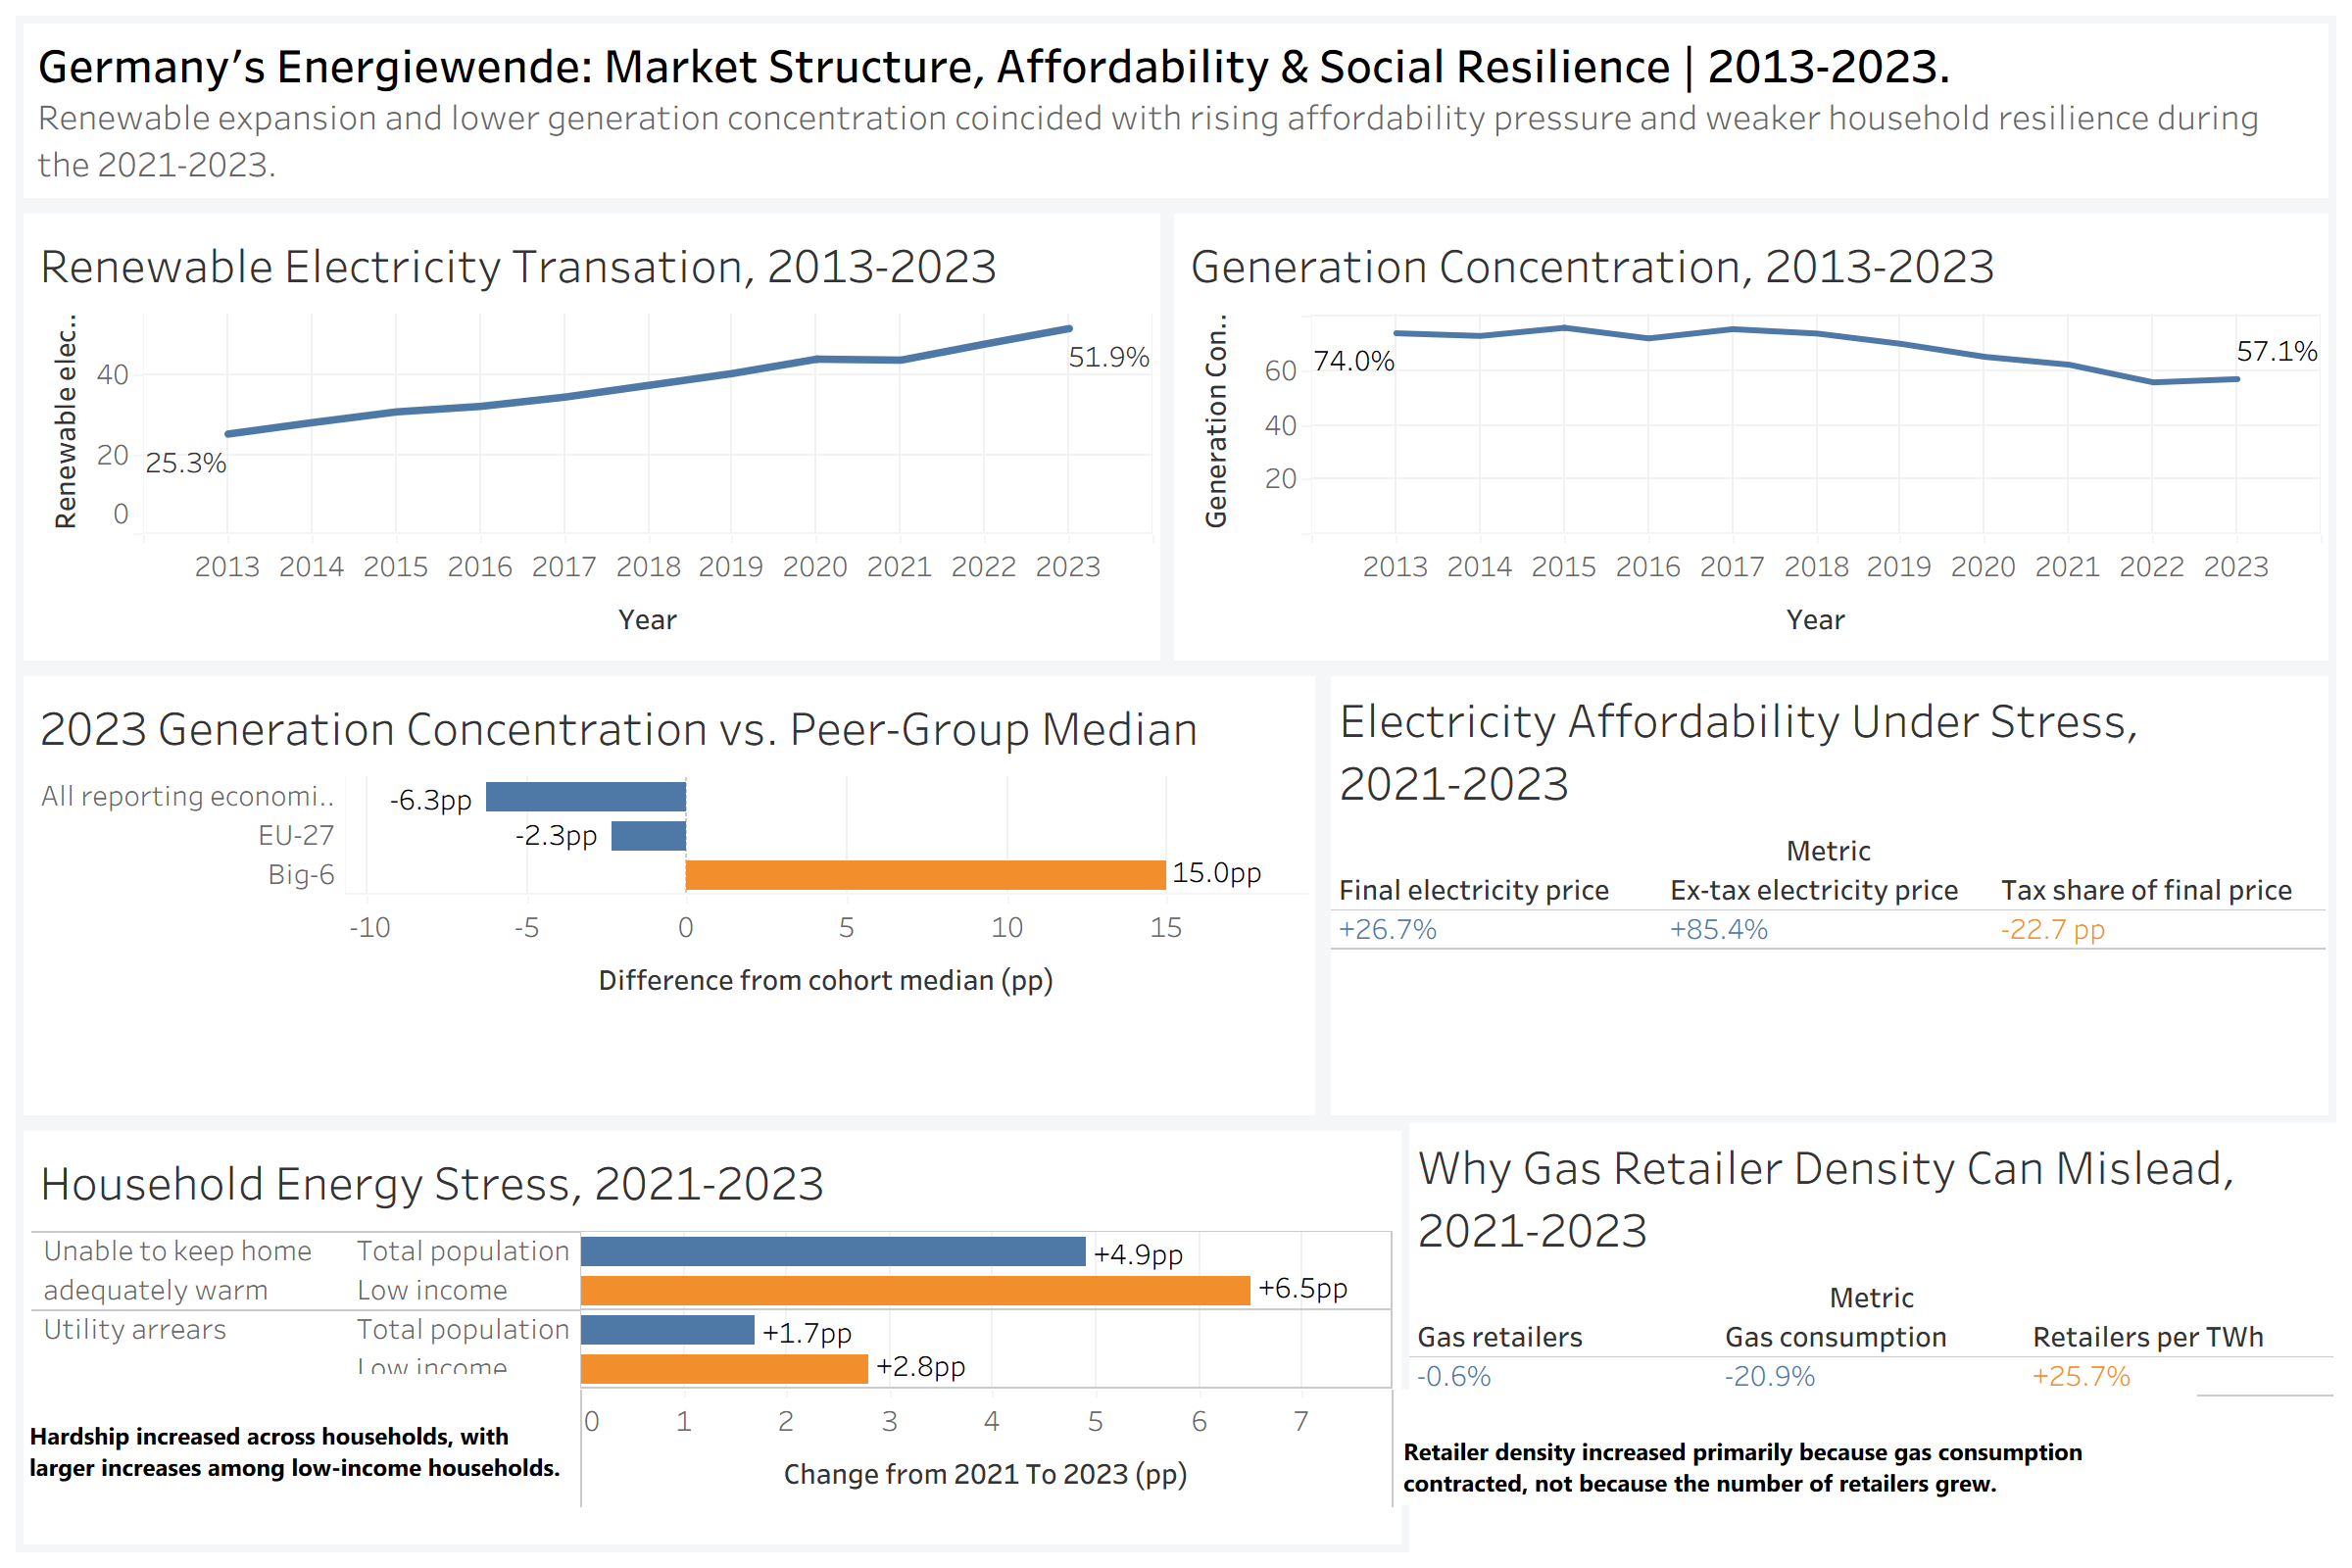 Germany’s Energiewende: Market Structure, Affordability & Social Resilience | 2013-2023.
Renewable expansion and lower generation concentration coincided with rising affordability pressure and weaker household resilience during
the 2021-2023.
Renewable Electricity Transation, 2013-2023
Renewable elec..
40
20
0
25.3%
51.9%
2013 2014 2015 2016 2017 2018 2019 2020 2021 2022 2023
Year
Generation Concentration, 2013-2023
Generation Con..
60
40
20
74.0%
57.1%
2013 2014 2015 2016 2017 2018 2019 2020 2021 2022 2023
Year
2023 Generation Concentration vs. Peer-Group Median
All reporting economi.. -6.3pp
EU-27 -2.3pp
Big-6 15.0pp
-10 -5 0 5 10 15
Difference from cohort median (pp)
Electricity Affordability Under Stress,
2021-2023
Metric
Final electricity price Ex-tax electricity price Tax share of final price
+26.7% +85.4% -22.7 pp
Household Energy Stress, 2021-2023
Unable to keep home Total population +4.9pp
adequately warm Low income +6.5pp
Utility arrears Total population +1.7pp
Low income +2.8pp
0 1 2 3 4 5 6 7
Change from 2021 To 2023 (pp)
Hardship increased across households, with
larger increases among low-income households.
Why Gas Retailer Density Can Mislead,
2021-2023
Metric
Gas retailers Gas consumption Retailers per TWh
-0.6% -20.9% +25.7%
Retailer density increased primarily because gas consumption
contracted, not because the number of retailers grew.